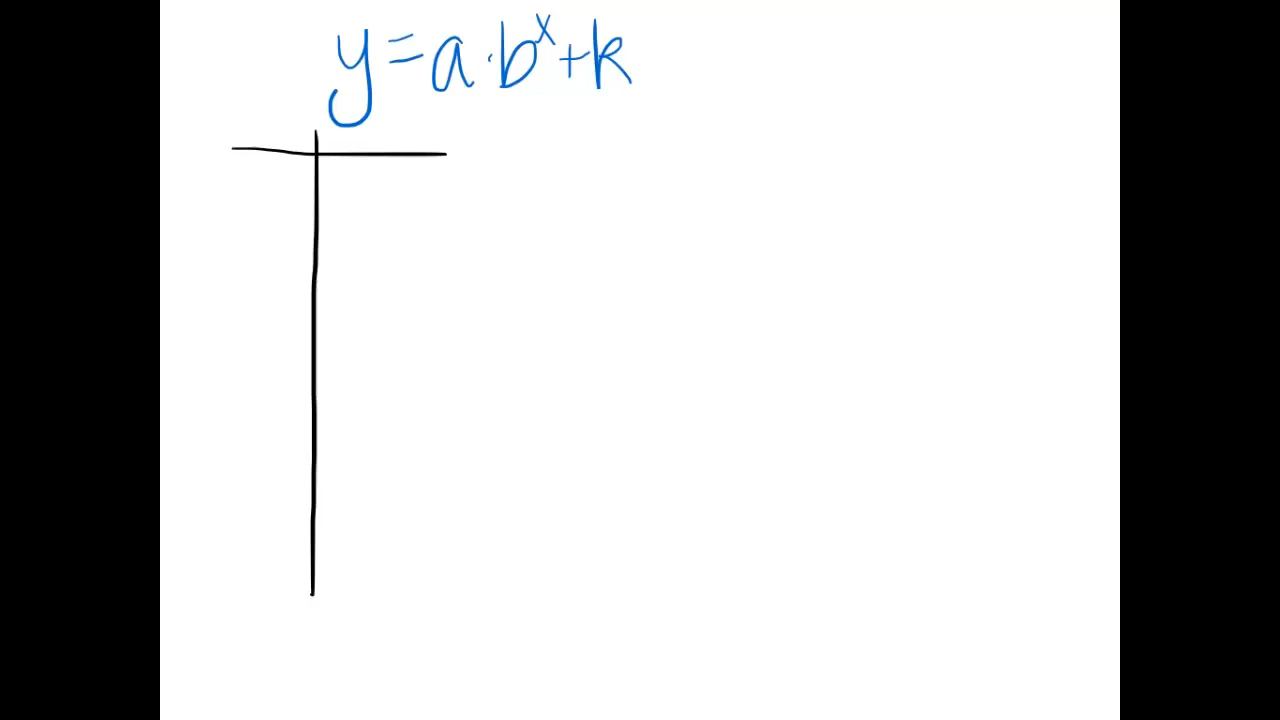 y = a · b^x + k